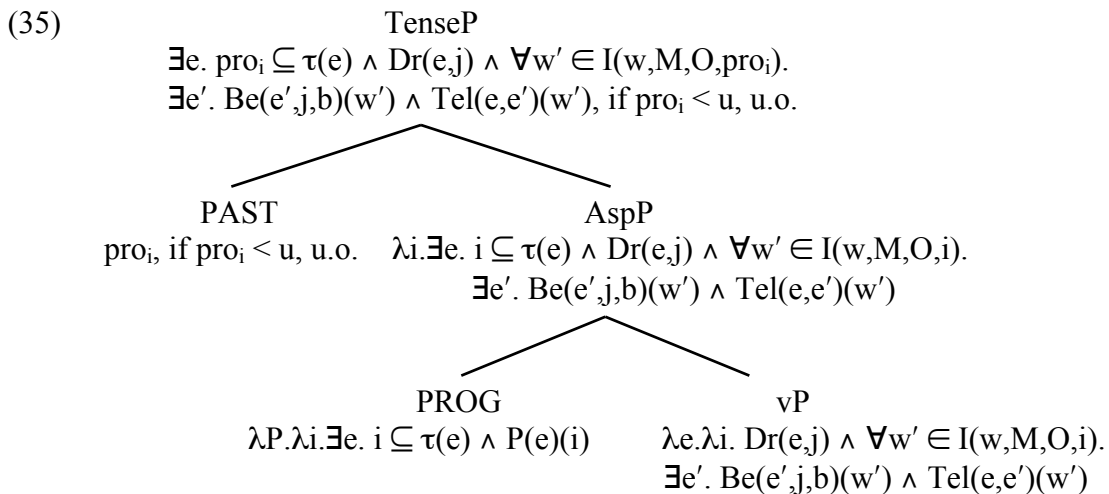 (35) TenseP
∃e. proᵢ ⊆ τ(e) ∧ Dr(e,j) ∧ ∀w′ ∈ I(w,M,O,proᵢ).
∃e′. Be(e′,j,b)(w′) ∧ Tel(e,e′)(w′), if proᵢ < u, u.o.
PAST AspP
proᵢ, if proᵢ < u, u.o. λi.∃e. i ⊆ τ(e) ∧ Dr(e,j) ∧ ∀w′ ∈ I(w,M,O,i).
∃e′. Be(e′,j,b)(w′) ∧ Tel(e,e′)(w′)
PROG vP
λP.λi.∃e. i ⊆ τ(e) ∧ P(e)(i) λe.λi. Dr(e,j) ∧ ∀w′ ∈ I(w,M,O,i).
∃e′. Be(e′,j,b)(w′) ∧ Tel(e,e′)(w′)